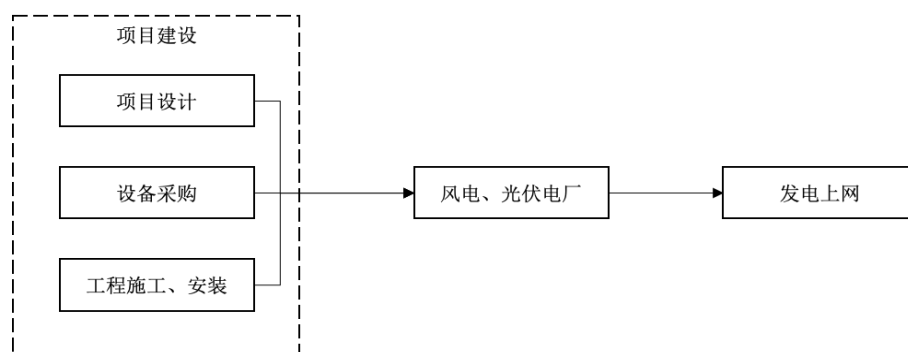 项目建设
项目设计
设备采购
工程施工、安装
风电、光伏电厂
发电上网